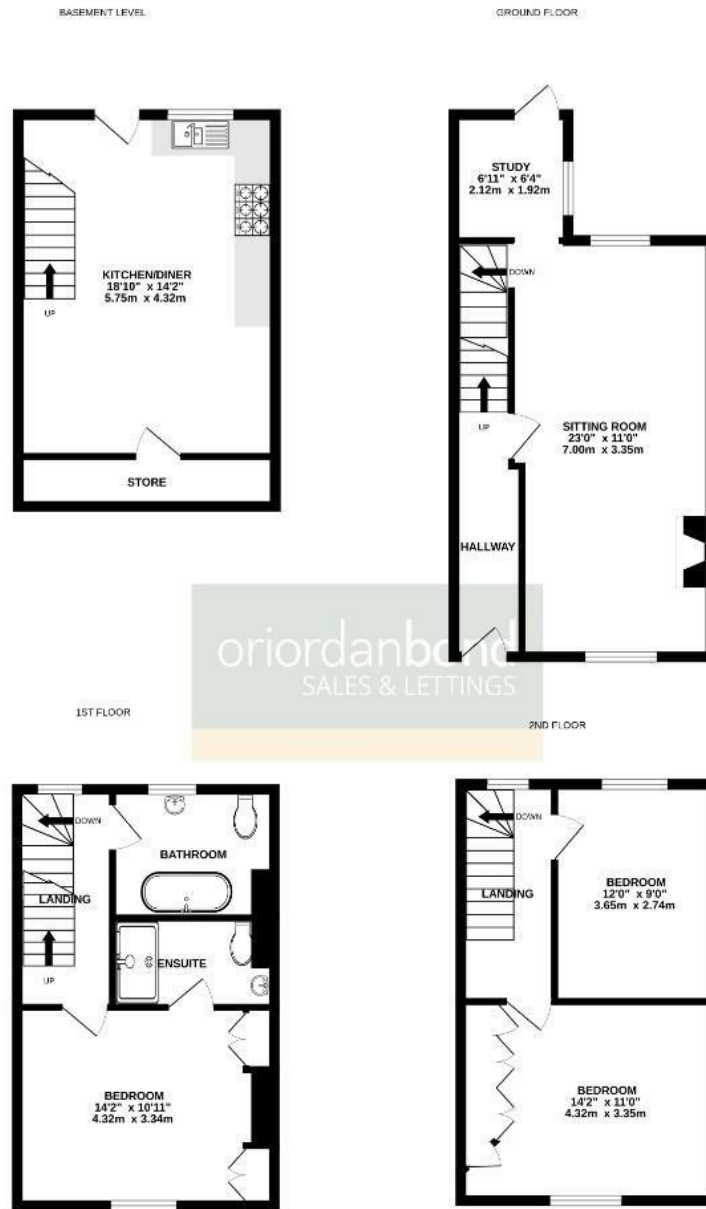 BASEMENT LEVEL
KITCHEN/DINER
18'10" x 14'2"
5.75m x 4.32m
UP
STORE
GROUND FLOOR
STUDY
6'11" x 6'4"
2.12m x 1.92m
DOWN
UP
SITTING ROOM
23'0" x 11'0"
7.00m x 3.35m
HALLWAY
oriordanbond
SALES & LETTINGS
1ST FLOOR
DOWN
BATHROOM
LANDING
ENSUITE
UP
BEDROOM
14'2" x 10'11"
4.32m x 3.34m
2ND FLOOR
DOWN
LANDING
BEDROOM
12'0" x 9'0"
3.65m x 2.74m
BEDROOM
14'2" x 11'0"
4.32m x 3.35m